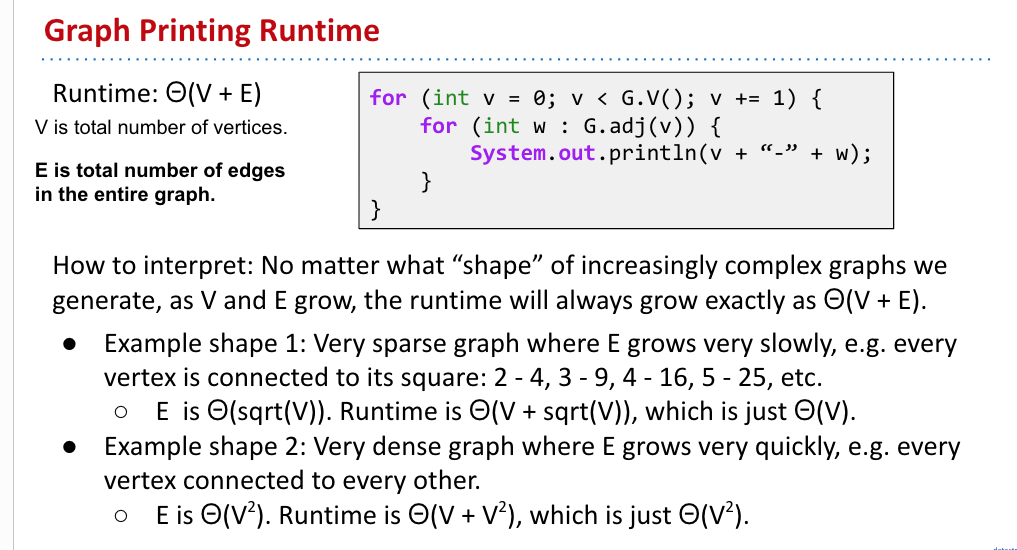 Graph Printing Runtime
Runtime: Θ(V + E)
V is total number of vertices.
E is total number of edges
in the entire graph.
for (int v = 0; v < G.V(); v += 1) {
for (int w : G.adj(v)) {
System.out.println(v + “-” + w);
}
}
How to interpret: No matter what “shape” of increasingly complex graphs we
generate, as V and E grow, the runtime will always grow exactly as Θ(V + E).
● Example shape 1: Very sparse graph where E grows very slowly, e.g. every
vertex is connected to its square: 2 - 4, 3 - 9, 4 - 16, 5 - 25, etc.
○ E is Θ(sqrt(V)). Runtime is Θ(V + sqrt(V)), which is just Θ(V).
● Example shape 2: Very dense graph where E grows very quickly, e.g. every
vertex connected to every other.
○ E is Θ(V²). Runtime is Θ(V + V²), which is just Θ(V²).